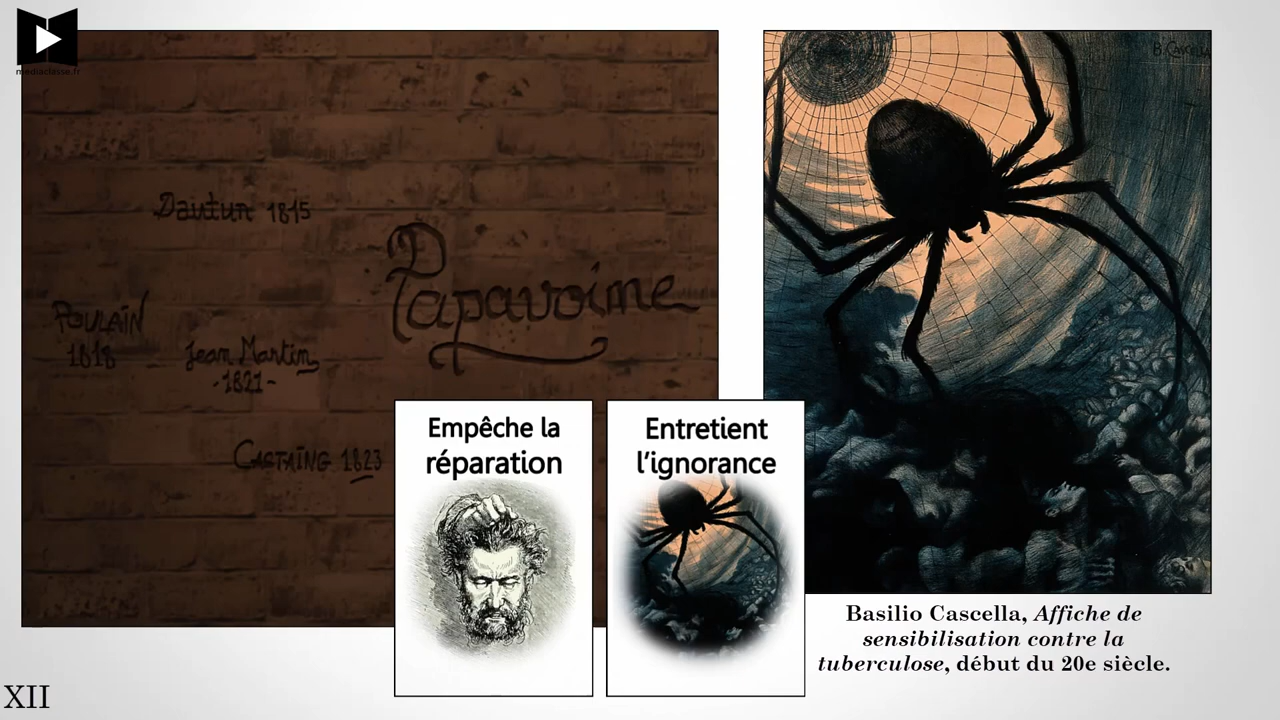 mediaclasse.fr
Dautun 1815
Papavoine
POULAIN
1818
Jean Martin
-1821-
CASTAING 1823
B. Cascella
Empêche la
réparation
Entretient
l'ignorance
Basilio Cascella, Affiche de
sensibilisation contre la
tuberculose, début du 20e siècle.
XII